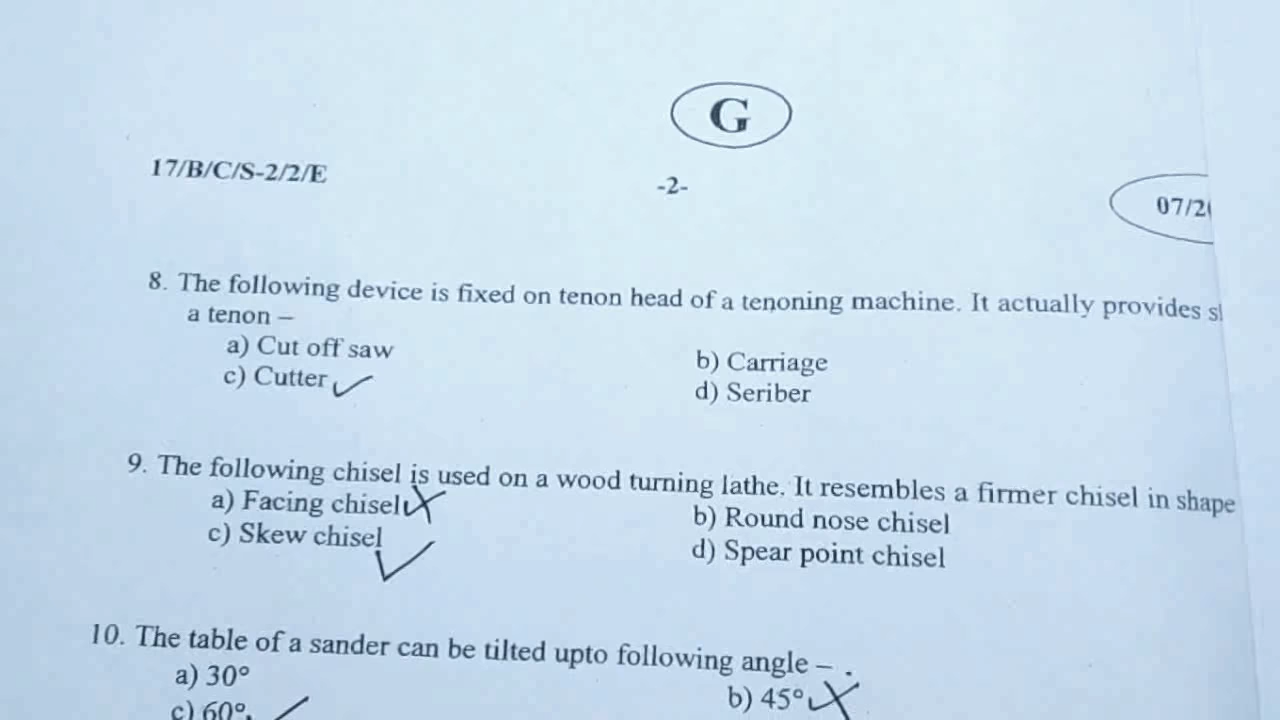 G
17/B/C/S-2/2/E
-2-
07/2
8. The following device is fixed on tenon head of a tenoning machine. It actually provides
a tenon –
a) Cut off saw
b) Carriage
c) Cutter
d) Seriber
9. The following chisel is used on a wood turning lathe. It resembles a firmer chisel in shape
a) Facing chisel
b) Round nose chisel
c) Skew chisel
d) Spear point chisel
10. The table of a sander can be tilted upto following angle – .
a) 30°
b) 45°
c) 60°